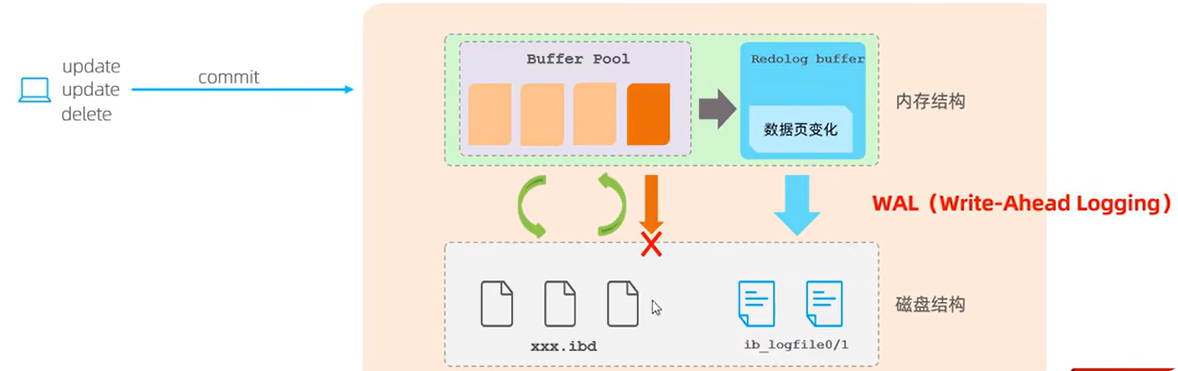 update
update
delete
commit
Buffer Pool
Redolog buffer
数据页变化
内存结构
WAL（Write-Ahead Logging）
xxx.ibd
ib_logfile0/1
磁盘结构